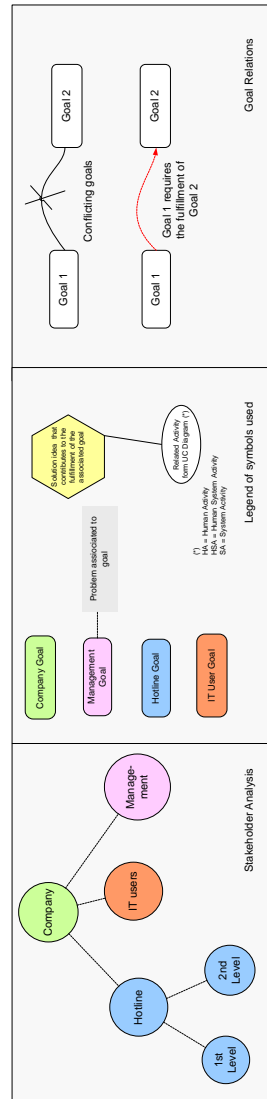 Company
Manage-
ment
IT users
Hotline
2nd
Level
1st
Level
Stakeholder Analysis
Company Goal
Management
Goal
Hotline Goal
IT User Goal
Problem assiociated to
goal
Solution idea that
contributes to the
fulfillment of the
assiociated goal
Related Activity
form UC Diagram (*)
(*)
HA = Human Activity
HSA = Human System Activity
SA = System Activity
Legend of symbols used
Goal 1
Goal 2
Conflicting goals
Goal 1
Goal 2
Goal 1 requires
the fulfillment of
Goal 2
Goal Relations